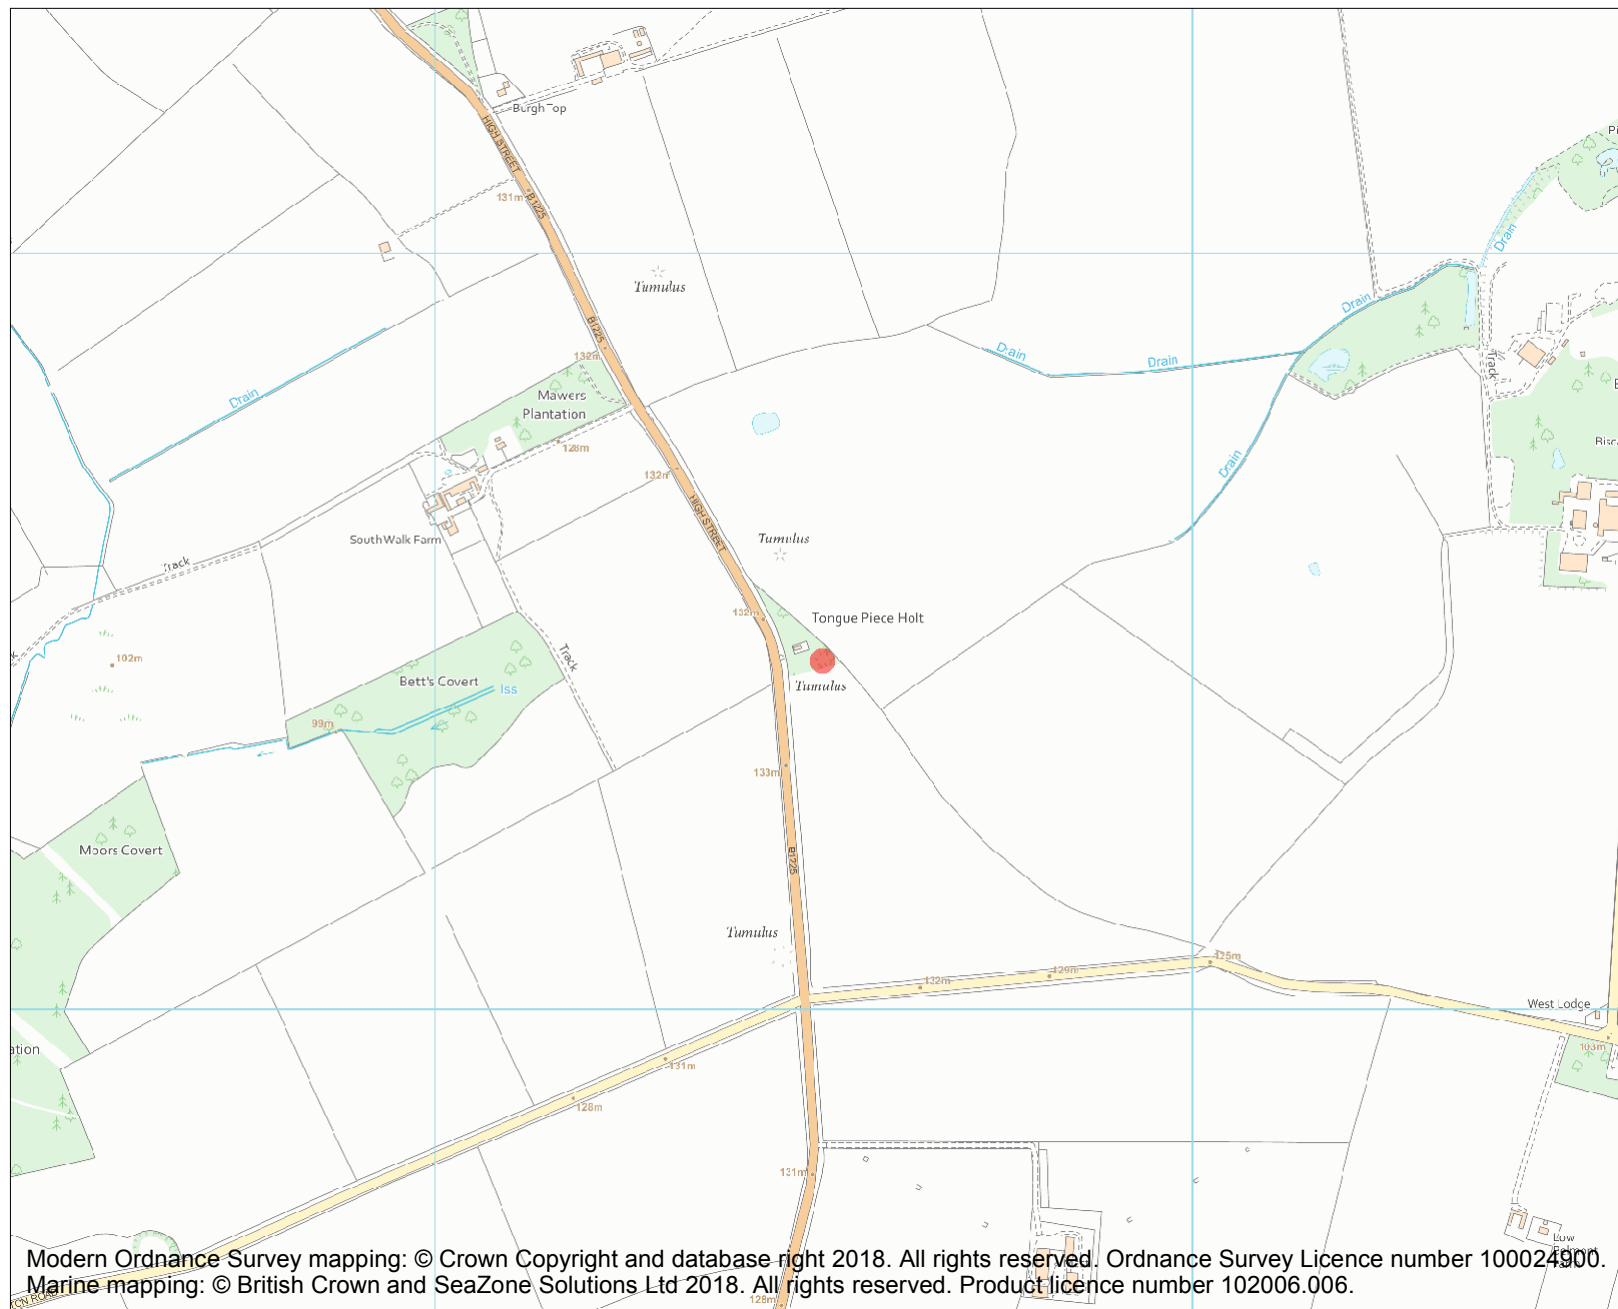 HIGH STREET
131m
B1225
Drain
Tumulus
B1225
132m
Drain
Drain
Drain
Drain
Track
Mawers
Plantation
128m
132m
Drain
HIGH STREET
Tumulus
South Walk Farm
Track
132m
Tongue Piece Holt
102m
Track
Bett's Covert
Iss
Tumulus
99m
133m
Moors Covert
B1225
Tumulus
125m
129m
132m
West Lodge
ation
103m
131m
128m
131m
Low
Modern Ordnance Survey mapping: © Crown Copyright and database right 2018. All rights reserved. Ordnance Survey Licence number 100024900.
Marine mapping: © British Crown and SeaZone Solutions Ltd 2018. All rights reserved. Product licence number 102006.006.
128m